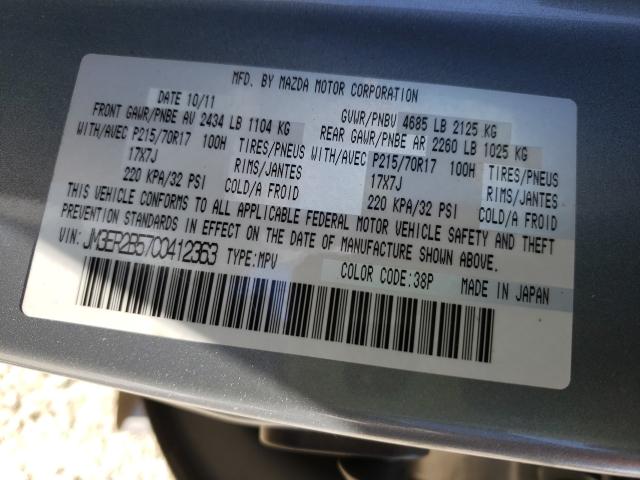 MFD. BY MAZDA MOTOR CORPORATION
DATE 10/11 GVWR/PNBV 4685 LB 2125 KG
FRONT GAWR/PNBE AV 2434 LB 1104 KG REAR GAWR/PNBE AR 2260 LB 1025 KG
WITH/AVEC P215/70R17 100H TIRES/PNEUS WITH/AVEC P215/70R17 100H TIRES/PNEUS
17X7J RIMS/JANTES 17X7J RIMS/JANTES
220 KPA/32 PSI COLD/A FROID 220 KPA/32 PSI COLD/A FROID
THIS VEHICLE CONFORMS TO ALL APPLICABLE FEDERAL MOTOR VEHICLE SAFETY AND THEFT
PREVENTION STANDARDS IN EFFECT ON THE DATE OF MANUFACTURE SHOWN ABOVE.
VIN: JM3ER2B57C0412363 TYPE:MPV COLOR CODE:38P MADE IN JAPAN